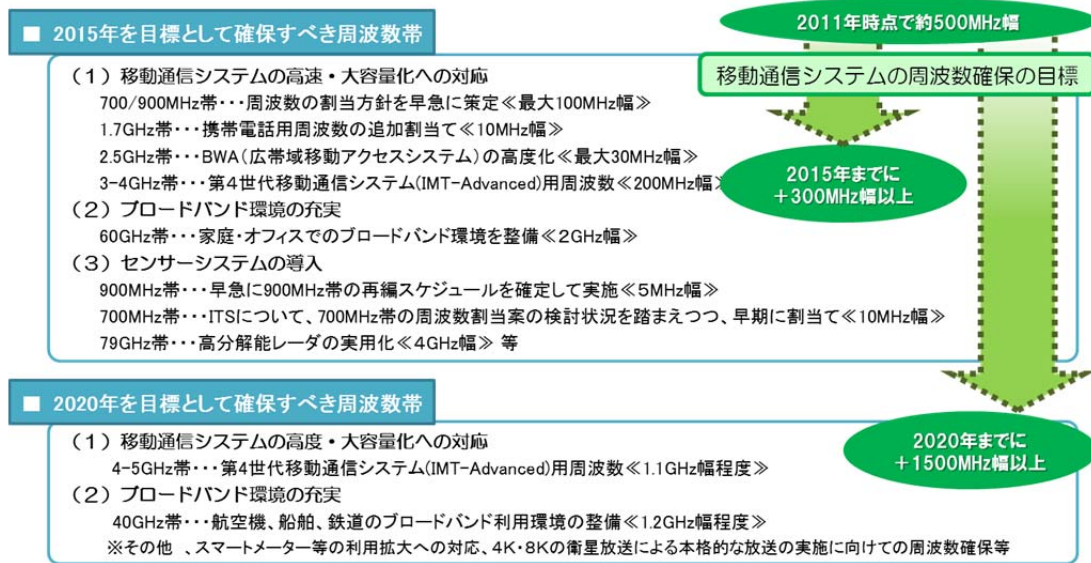 ■ 2015年を目標として確保すべき周波数帯
2011年時点で約500MHz幅
移動通信システムの周波数確保の目標
(1)移動通信システムの高速・大容量化への対応
700/900MHz帯・・・周波数の割当方針を早急に策定≪最大100MHz幅≫
1.7GHz帯・・・携帯電話用周波数の追加割当て≪10MHz幅≫
2.5GHz帯・・・BWA(広帯域移動アクセスシステム)の高度化≪最大30MHz幅≫
3-4GHz帯・・・第4世代移動通信システム(IMT-Advanced)用周波数≪200MHz幅≫
2015年までに
+300MHz幅以上
(2)ブロードバンド環境の充実
60GHz帯・・・家庭・オフィスでのブロードバンド環境を整備≪2GHz幅≫
(3)センサーシステムの導入
900MHz帯・・・早急に900MHz帯の再編スケジュールを確定して実施≪5MHz幅≫
700MHz帯・・・ITSについて、700MHz帯の周波数割当案の検討状況を踏まえつつ、早期に割当て≪10MHz幅≫
79GHz帯・・・高分解能レーダの実用化≪4GHz幅≫ 等
■ 2020年を目標として確保すべき周波数帯
(1)移動通信システムの高度・大容量化への対応
4-5GHz帯・・・第4世代移動通信システム(IMT-Advanced)用周波数≪1.1GHz幅程度≫
2020年までに
+1500MHz幅以上
(2)ブロードバンド環境の充実
40GHz帯・・・航空機、船舶、鉄道のブロードバンド利用環境の整備≪1.2GHz幅程度≫
※その他 、スマートメーター等の利用拡大への対応、4K・8Kの衛星放送による本格的な放送の実施に向けての周波数確保等